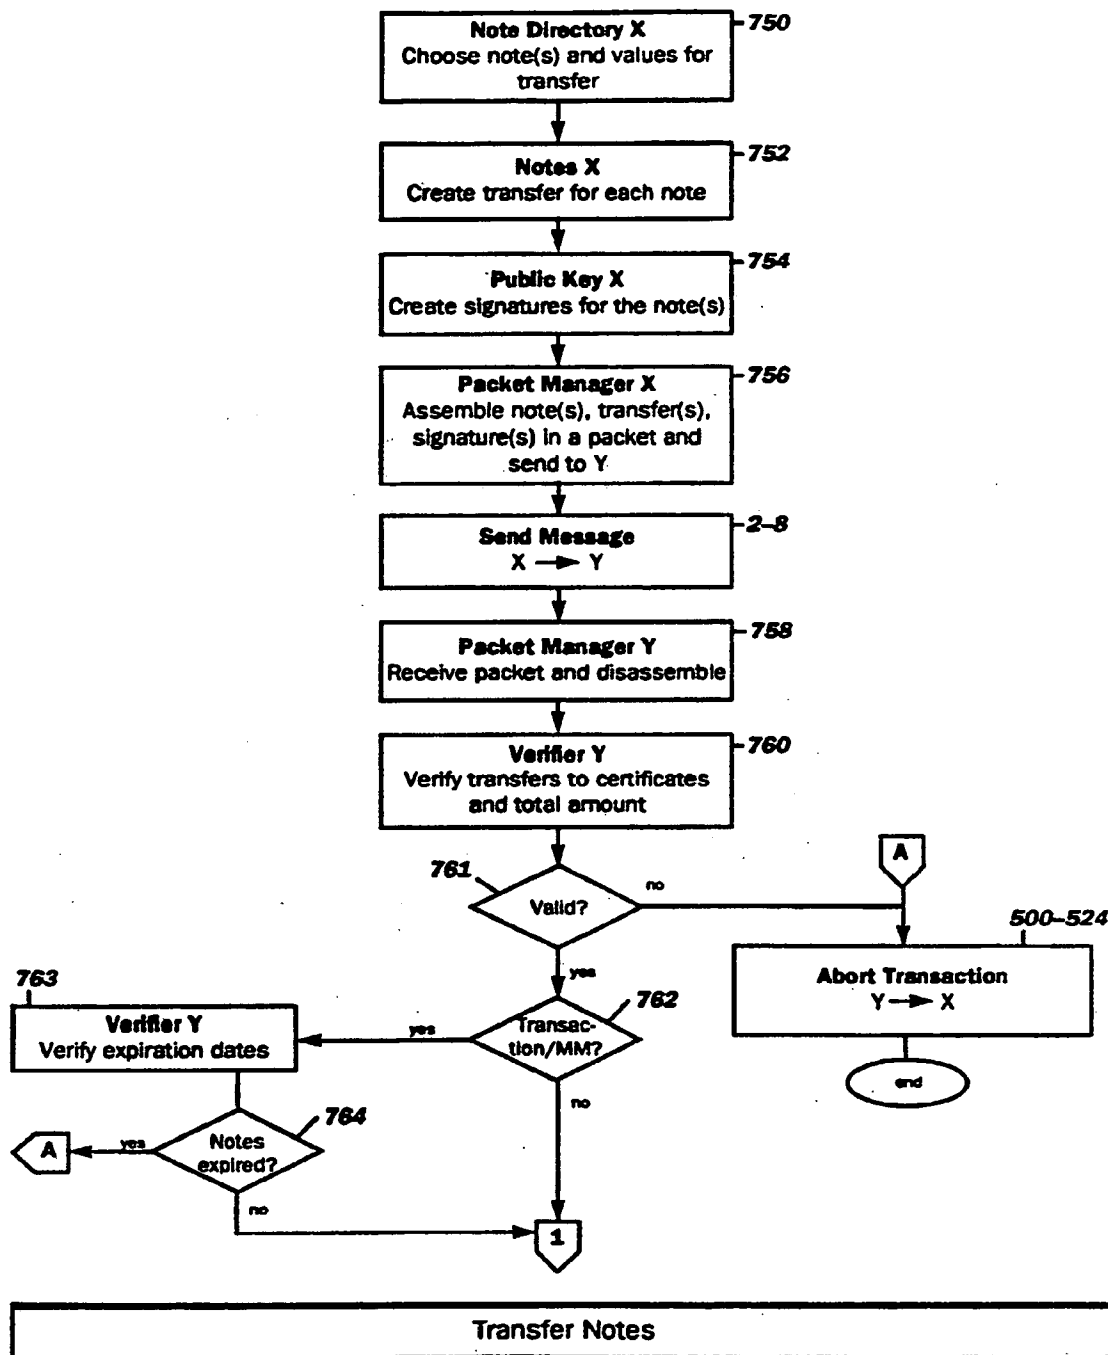 Note Directory X
Choose note(s) and values for
transfer
750
Notes X
Create transfer for each note
752
Public Key X
Create signatures for the note(s)
754
Packet Manager X
Assemble note(s), transfer(s),
signature(s) in a packet and
send to Y
756
Send Message
X → Y
2–8
Packet Manager Y
Receive packet and disassemble
758
Verifier Y
Verify transfers to certificates
and total amount
760
A
761
Valid?
no
yes
500–524
Abort Transaction
Y → X
end
763
Verifier Y
Verify expiration dates
yes
762
Transac-
tion/MM?
no
764
Notes
expired?
yes
A
no
1
Transfer Notes